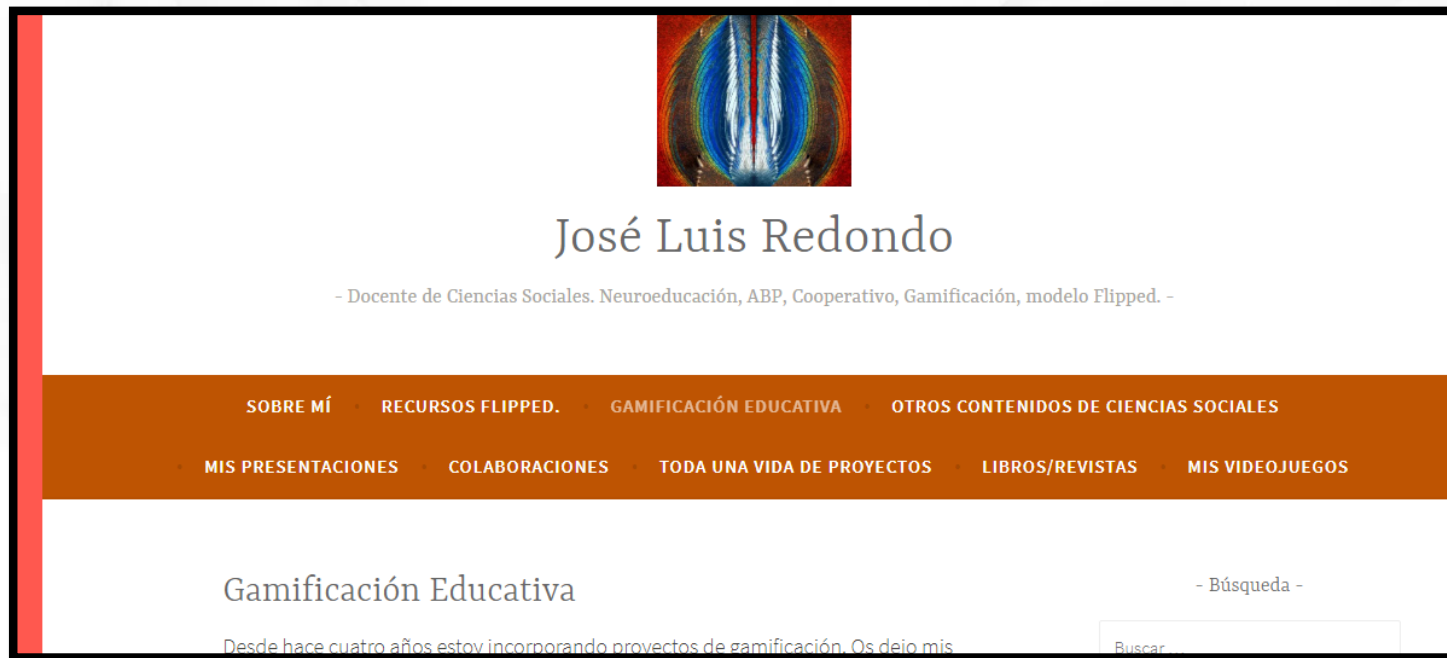 José Luis Redondo
- Docente de Ciencias Sociales. Neuroeducación, ABP, Cooperativo, Gamificación, modelo Flipped. -
SOBRE MÍ • RECURSOS FLIPPED. • GAMIFICACIÓN EDUCATIVA • OTROS CONTENIDOS DE CIENCIAS SOCIALES
• MIS PRESENTACIONES • COLABORACIONES • TODA UNA VIDA DE PROYECTOS • LIBROS/REVISTAS • MIS VIDEOJUEGOS
Gamificación Educativa
- Búsqueda -
Desde hace cuatro años estoy incorporando proyectos de gamificación. Os dejo mis
Buscar ...